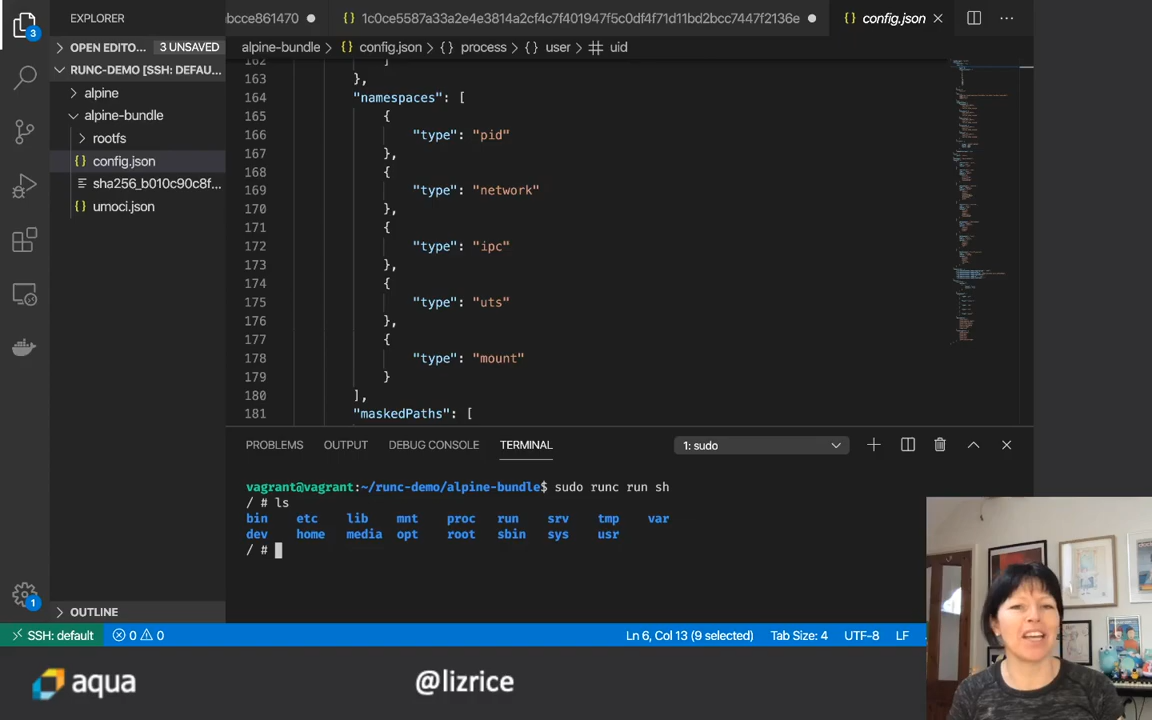 EXPLORER
bcce861470
1c0ce5587a33a2e4e3814a2cf4c7f401947f5c0df4f71d11bd2bcc7447f2136e
config.json
3
OPEN EDITO... 3 UNSAVED
alpine-bundle > config.json > {} process > {} user > uid
RUNC-DEMO [SSH: DEFAU...
alpine
alpine-bundle
rootfs
{} config.json
sha256_b010c90c8f...
{} umoci.json
162 ]
163 },
164 "namespaces": [
165 {
166 "type": "pid"
167 },
168 {
169 "type": "network"
170 },
171 {
172 "type": "ipc"
173 },
174 {
175 "type": "uts"
176 },
177 {
178 "type": "mount"
179 }
180 ],
181 "maskedPaths": [
PROBLEMS OUTPUT DEBUG CONSOLE TERMINAL 1: sudo
vagrant@vagrant:~/runc-demo/alpine-bundle$ sudo runc run sh
/ # ls
bin etc lib mnt proc run srv tmp var
dev home media opt root sbin sys usr
/ #
1
OUTLINE
SSH: default 0 0 Ln 6, Col 13 (9 selected) Tab Size: 4 UTF-8 LF
aqua
@lizrice